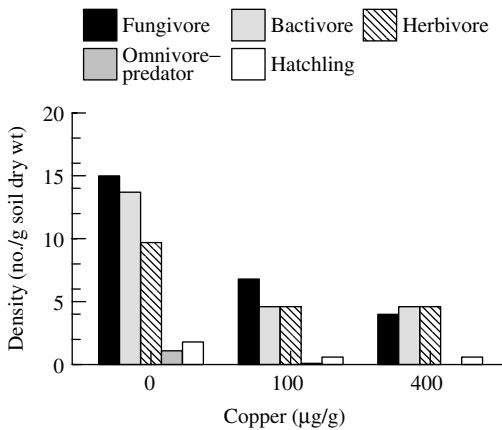 Fungivore
Bactivore
Herbivore
Omnivore–
predator
Hatchling
Density (no./g soil dry wt)
20
15
10
5
0
0 100 400
Copper (μg/g)